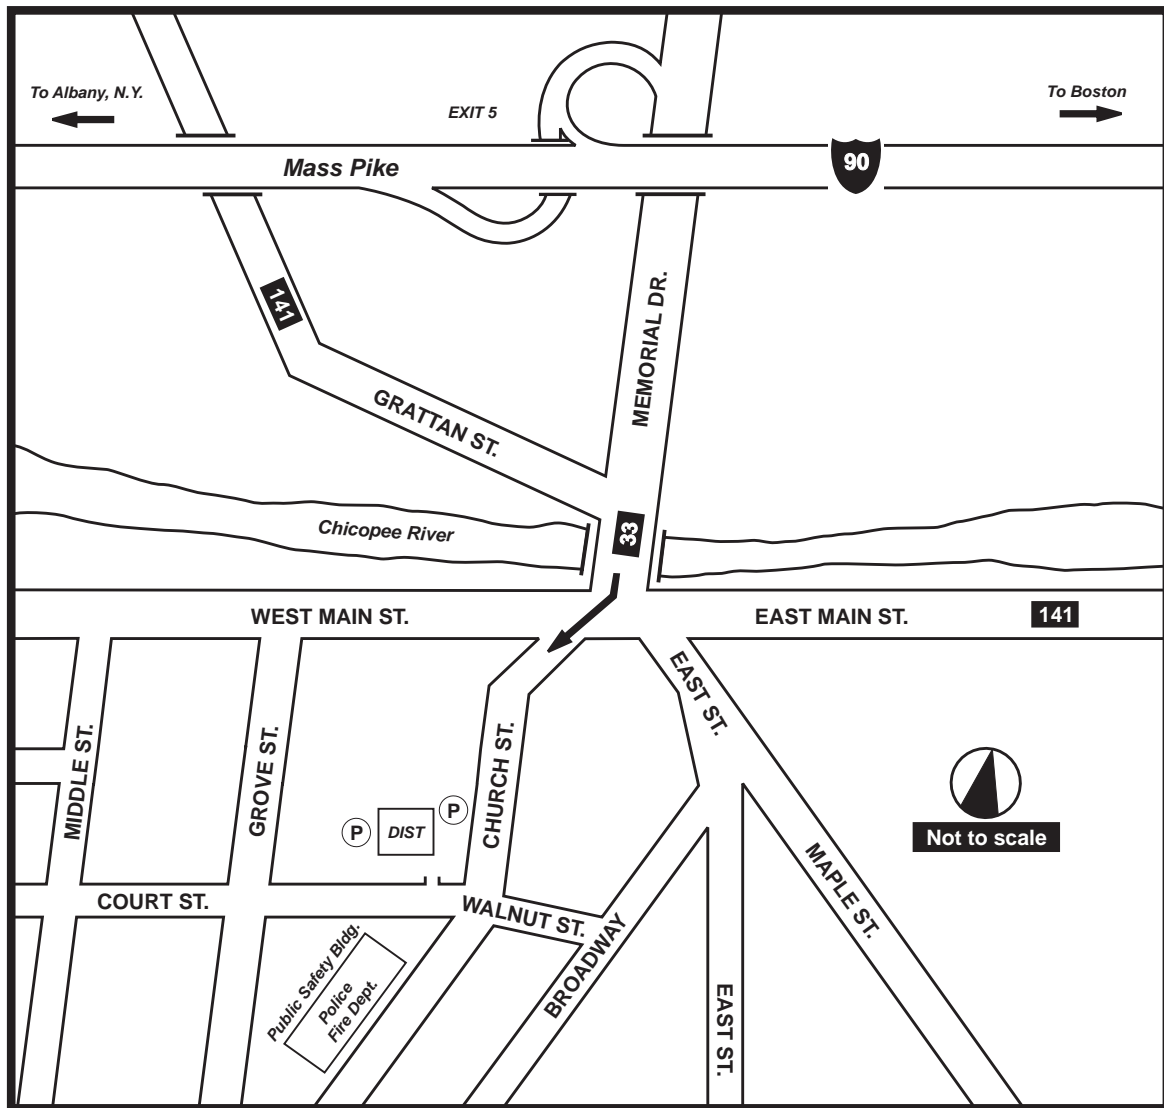 To Albany, N.Y.
EXIT 5
To Boston
Mass Pike
90
141
MEMORIAL DR.
GRATTAN ST.
Chicopee River
33
WEST MAIN ST.
EAST MAIN ST.
141
EAST ST.
MIDDLE ST.
GROVE ST.
CHURCH ST.
P
DIST
P
Not to scale
MAPLE ST.
COURT ST.
WALNUT ST.
BROADWAY
Public Safety Bldg.
Police
Fire Dept.
EAST ST.